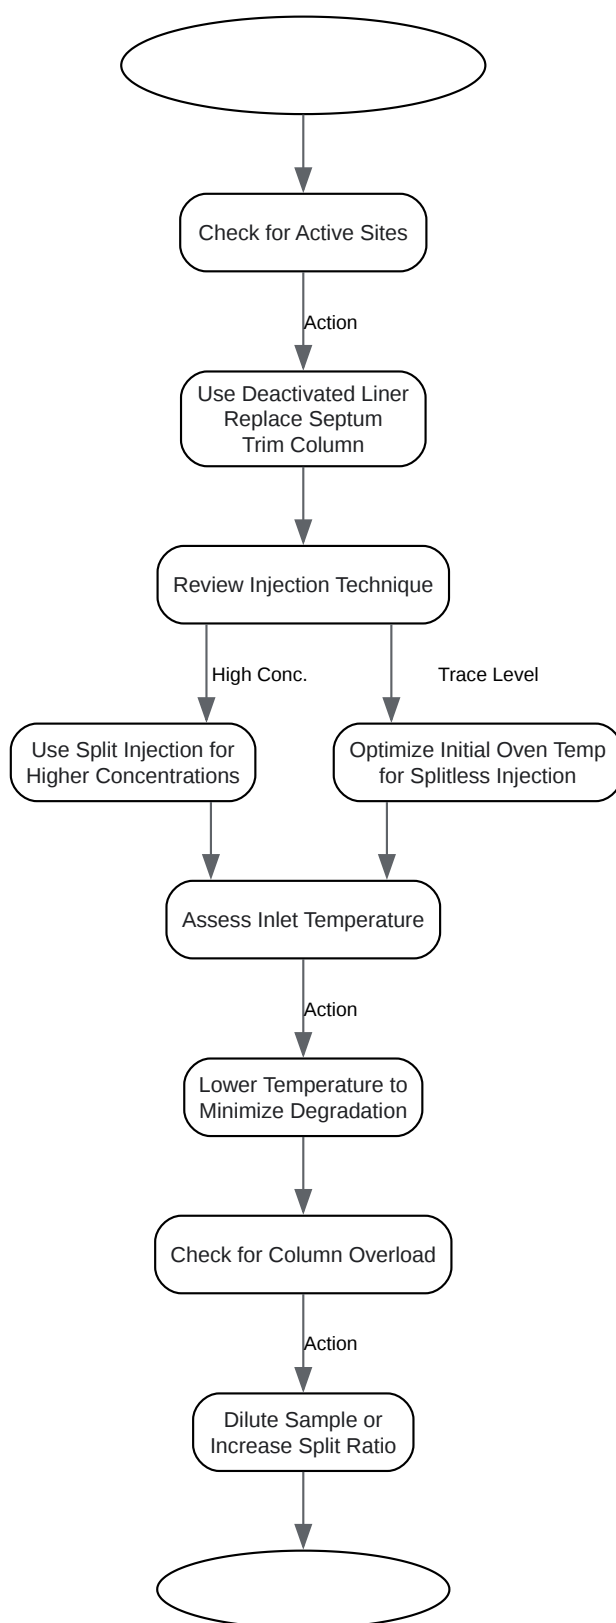 Check for Active Sites
Action
Use Deactivated Liner
Replace Septum
Trim Column
Review Injection Technique
High Conc.
Trace Level
Use Split Injection for
Higher Concentrations
Optimize Initial Oven Temp
for Splitless Injection
Assess Inlet Temperature
Action
Lower Temperature to
Minimize Degradation
Check for Column Overload
Action
Dilute Sample or
Increase Split Ratio